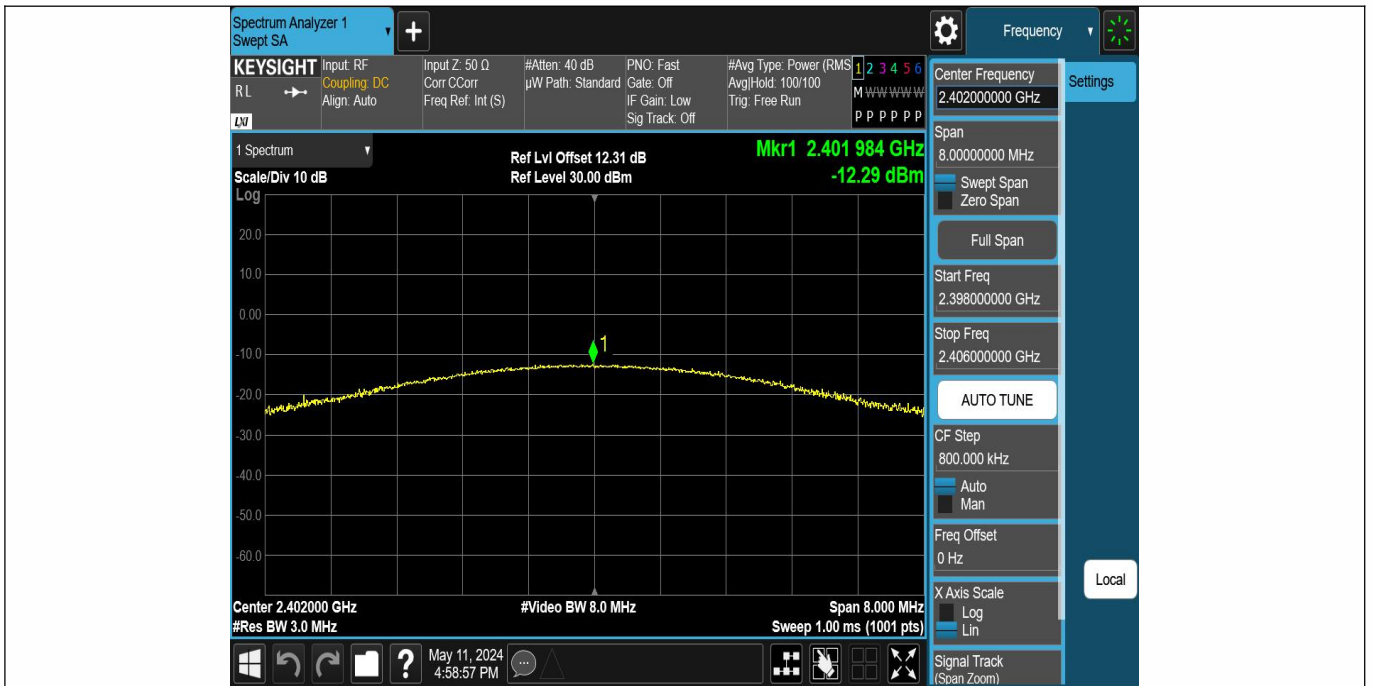 Spectrum Analyzer 1
Swept SA
+
Frequency
KEYSIGHT
RL
LXI
Input: RF
Coupling: DC
Align: Auto
Input Z: 50 Ω
Corr CCorr
Freq Ref: Int (S)
#Atten: 40 dB
µW Path: Standard
PNO: Fast
Gate: Off
IF Gain: Low
Sig Track: Off
#Avg Type: Power (RMS
Avg|Hold: 100/100
Trig: Free Run
1 2 3 4 5 6
M W W W W W
P P P P P P
1 Spectrum
Scale/Div 10 dB
Log
Ref Lvl Offset 12.31 dB
Ref Level 30.00 dBm
Mkr1 2.401 984 GHz
-12.29 dBm
20.0
10.0
0.00
-10.0
-20.0
-30.0
-40.0
-50.0
-60.0
1
Center 2.402000 GHz
#Res BW 3.0 MHz
#Video BW 8.0 MHz
Span 8.000 MHz
Sweep 1.00 ms (1001 pts)
May 11, 2024
4:58:57 PM
?
Center Frequency
2.402000000 GHz
Span
8.00000000 MHz
Swept Span
Zero Span
Full Span
Start Freq
2.398000000 GHz
Stop Freq
2.406000000 GHz
AUTO TUNE
CF Step
800.000 kHz
Auto
Man
Freq Offset
0 Hz
X Axis Scale
Log
Lin
Signal Track
(Span Zoom)
Settings
Local